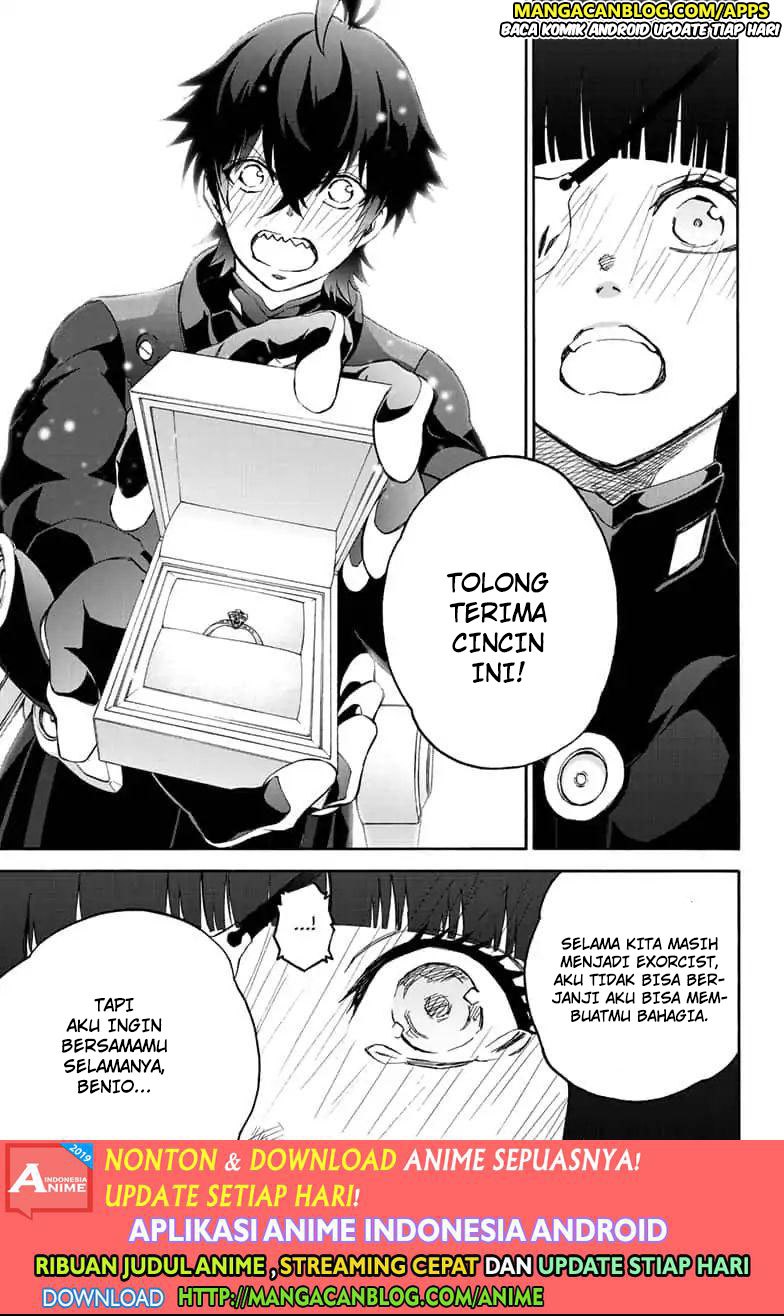 MANGACANBLOG.COM/APPS
BACA KOMIK ANDROID UPDATE TIAP HARI
TOLONG
TERIMA
CINCIN
INI!
....!
SELAMA KITA MASIH
MENJADI EXORCIST,
AKU TIDAK BISA BER-
JANJI AKU BISA MEM-
BUATMU BAHAGIA.
TAPI
AKU INGIN
BERSAMAMU
SELAMANYA,
BENIO...
2019
INDONESIA
ANIME
NONTON & DOWNLOAD ANIME SEPUASNYA!
UPDATE SETIAP HARI!
APLIKASI ANIME INDONESIA ANDROID
RIBUAN JUDUL ANIME , STREAMING CEPAT DAN UPDATE STIAP HARI
DOWNLOAD HTTP://MANGACANBLOG.COM/ANIME